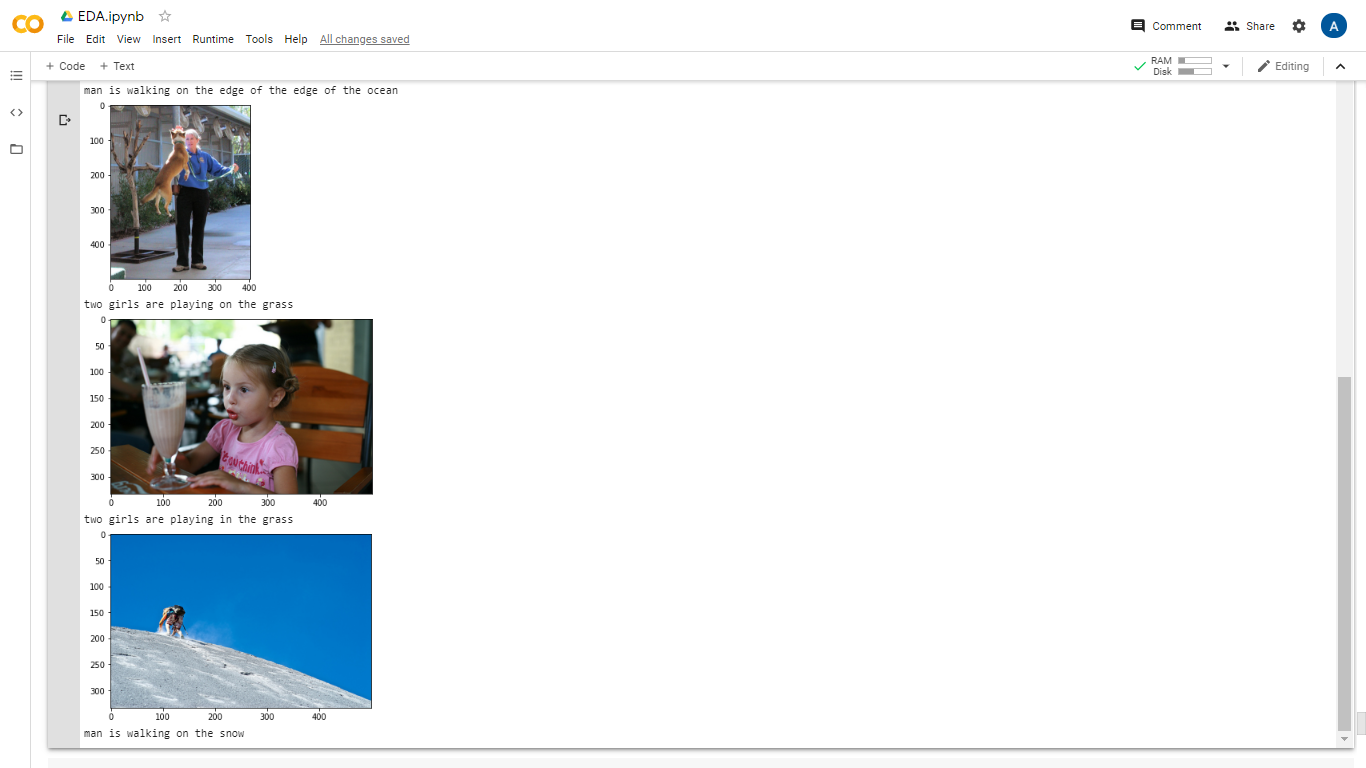 CO EDA.ipynb
File Edit View Insert Runtime Tools Help All changes saved
Comment Share A
+ Code + Text
RAM
Disk
Editing
man is walking on the edge of the edge of the ocean
0
100
200
300
400
0 100 200 300 400
two girls are playing on the grass
0
50
100
150
200
250
300
0 100 200 300 400
two girls are playing in the grass
0
50
100
150
200
250
300
0 100 200 300 400
man is walking on the snow